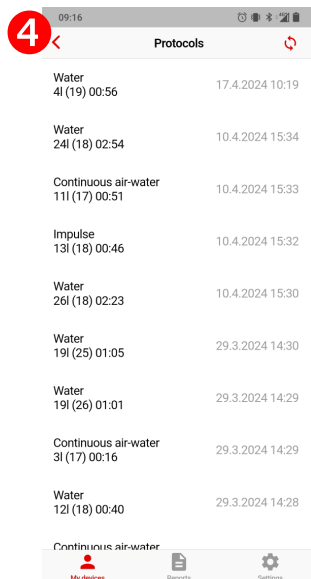 4
09:16
Protocols
Water
4l (19) 00:56
17.4.2024 10:19
Water
24l (18) 02:54
10.4.2024 15:34
Continuous air-water
11l (17) 00:51
10.4.2024 15:33
Impulse
13l (18) 00:46
10.4.2024 15:32
Water
26l (18) 02:23
10.4.2024 15:30
Water
19l (25) 01:05
29.3.2024 14:30
Water
19l (26) 01:01
29.3.2024 14:29
Continuous air-water
3l (17) 00:16
29.3.2024 14:29
Water
12l (18) 00:40
29.3.2024 14:28
Continuous air-water
My devices
Reports
Settings